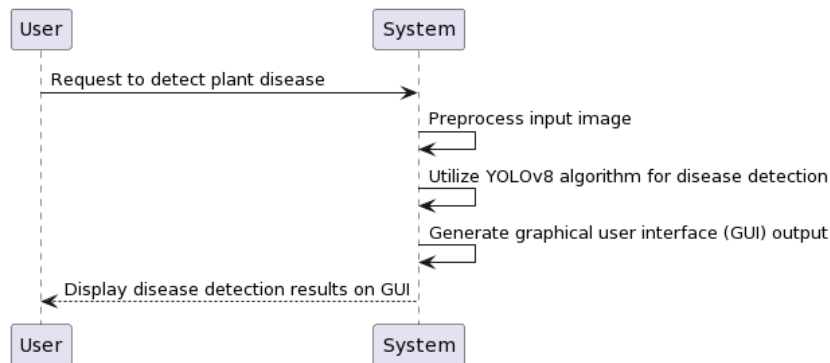 User
System
Request to detect plant disease
Preprocess input image
Utilize YOLOv8 algorithm for disease detection
Generate graphical user interface (GUI) output
Display disease detection results on GUI
User
System